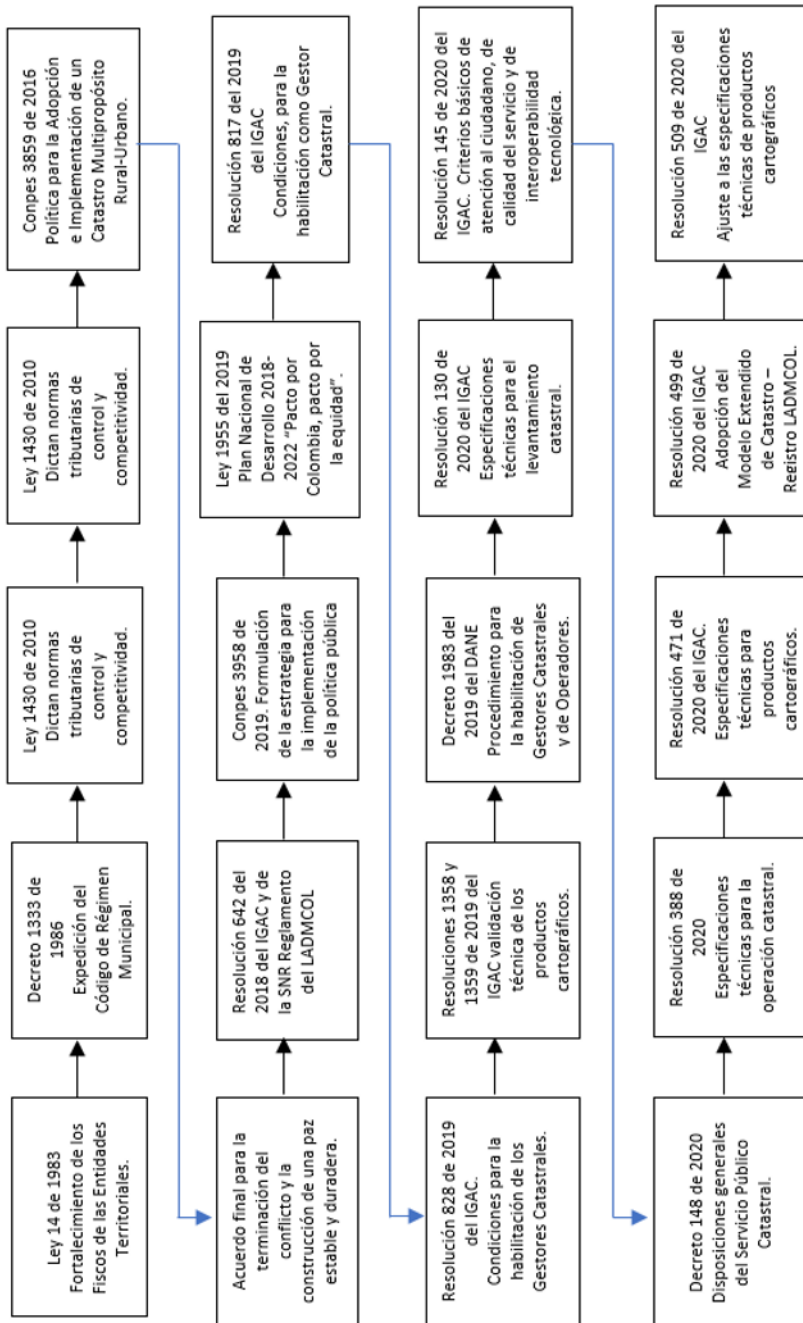 Ley 14 de 1983
Fortalecimiento de los
Fiscos de las Entidades
Territoriales.
Decreto 1333 de
1986
Expedición del
Código de Régimen
Municipal.
Ley 1430 de 2010
Dictan normas
tributarias de
control y
competitividad.
Ley 1430 de 2010
Dictan normas
tributarias de
control y
competitividad.
Conpes 3859 de 2016
Política para la Adopción
e Implementación de un
Catastro Multipropósito
Rural-Urbano.
Acuerdo final para la
terminación del
conflicto y la
construcción de una paz
estable y duradera.
Resolución 642 del
2018 del IGAC y de
la SNR Reglamento
del LADMCOL
Conpes 3958 de
2019. Formulación
de la estrategia para
la implementación
de la política pública
Ley 1955 del 2019
Plan Nacional de
Desarrollo 2018-
2022 “Pacto por
Colombia, pacto por
la equidad”.
Resolución 817 del 2019
del IGAC
Condiciones, para la
habilitación como Gestor
Catastral.
Resolución 828 de 2019
del IGAC.
Condiciones para la
habilitación de los
Gestores Catastrales.
Resoluciones 1358 y
1359 de 2019 del
IGAC validación
técnica de los
productos
cartográficos.
Decreto 1983 del
2019 del DANE
Procedimiento para
la habilitación de
Gestores Catastrales
y de Operadores.
Resolución 130 de
2020 del IGAC
Especificaciones
técnicas para el
levantamiento
catastral.
Resolución 145 de 2020 del
IGAC. Criterios básicos de
atención al ciudadano, de
calidad del servicio y de
interoperabilidad
tecnológica.
Decreto 148 de 2020
Disposiciones generales
del Servicio Público
Catastral.
Resolución 388 de
2020
Especificaciones
técnicas para la
operación catastral.
Resolución 471 de
2020 del IGAC.
Especificaciones
técnicas para
productos
cartográficos.
Resolución 499 de
2020 del IGAC
Adopción del
Modelo Extendido
de Catastro –
Registro LADMCOL.
Resolución 509 de 2020 del
IGAC
Ajuste a las especificaciones
técnicas de productos
cartográficos